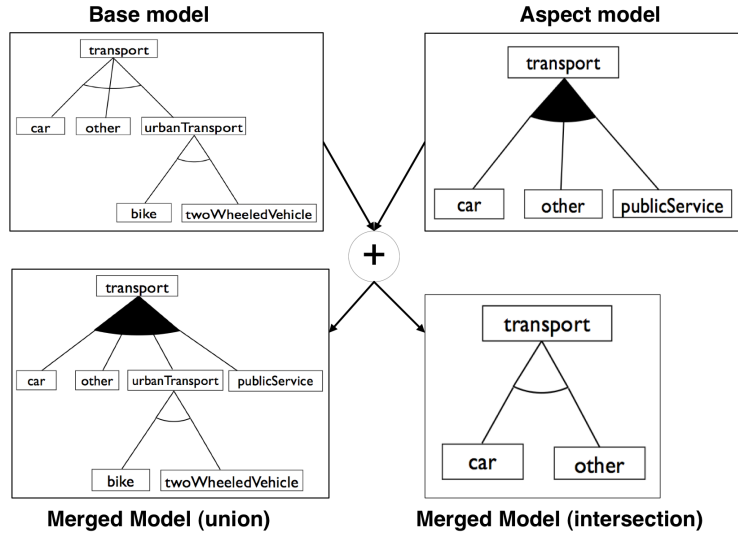 Base model
transport
car
other
urbanTransport
bike
twoWheeledVehicle
Aspect model
transport
car
other
publicService
+
transport
car
other
urbanTransport
publicService
bike
twoWheeledVehicle
Merged Model (union)
transport
car
other
Merged Model (intersection)